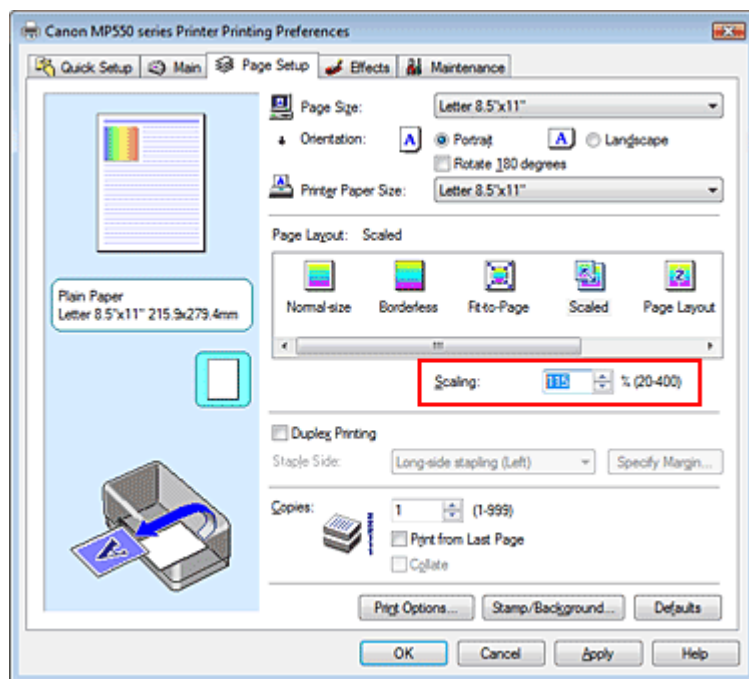 Canon MP550 series Printer Printing Preferences
Quick Setup Main Page Setup Effects Maintenance
Page Size: Letter 8.5"x11"
Orientation: A Portrait A Landscape
Rotate 180 degrees
Printer Paper Size: Letter 8.5"x11"
Page Layout: Scaled
Normal-size Borderless Fit-to-Page Scaled Page Layout
Plain Paper
Letter 8.5"x11" 215.9x279.4mm
Scaling: 115 % (20-400)
Duplex Printing
Staple Side: Long-side stapling (Left) Specify Margin...
Copies: 1 (1-999)
Print from Last Page
Collate
Print Options... Stamp/Background... Defaults
OK Cancel Apply Help